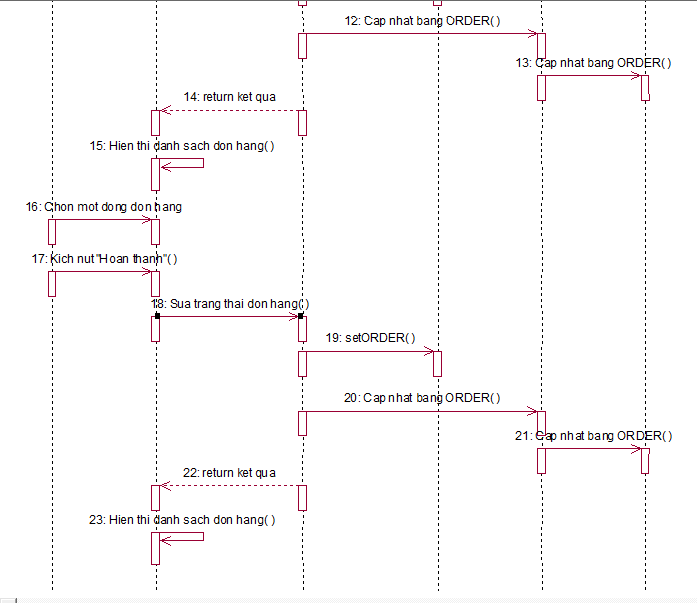 12: Cap nhat bang ORDER( )
13: Cap nhat bang ORDER( )
14: return ket qua
15: Hien thi danh sach don hang( )
16: Chon mot dong don hang
17: Kich nut "Hoan thanh"( )
18: Sua trang thai don hang( )
19: setORDER( )
20: Cap nhat bang ORDER( )
21: Cap nhat bang ORDER( )
22: return ket qua
23: Hien thi danh sach don hang( )